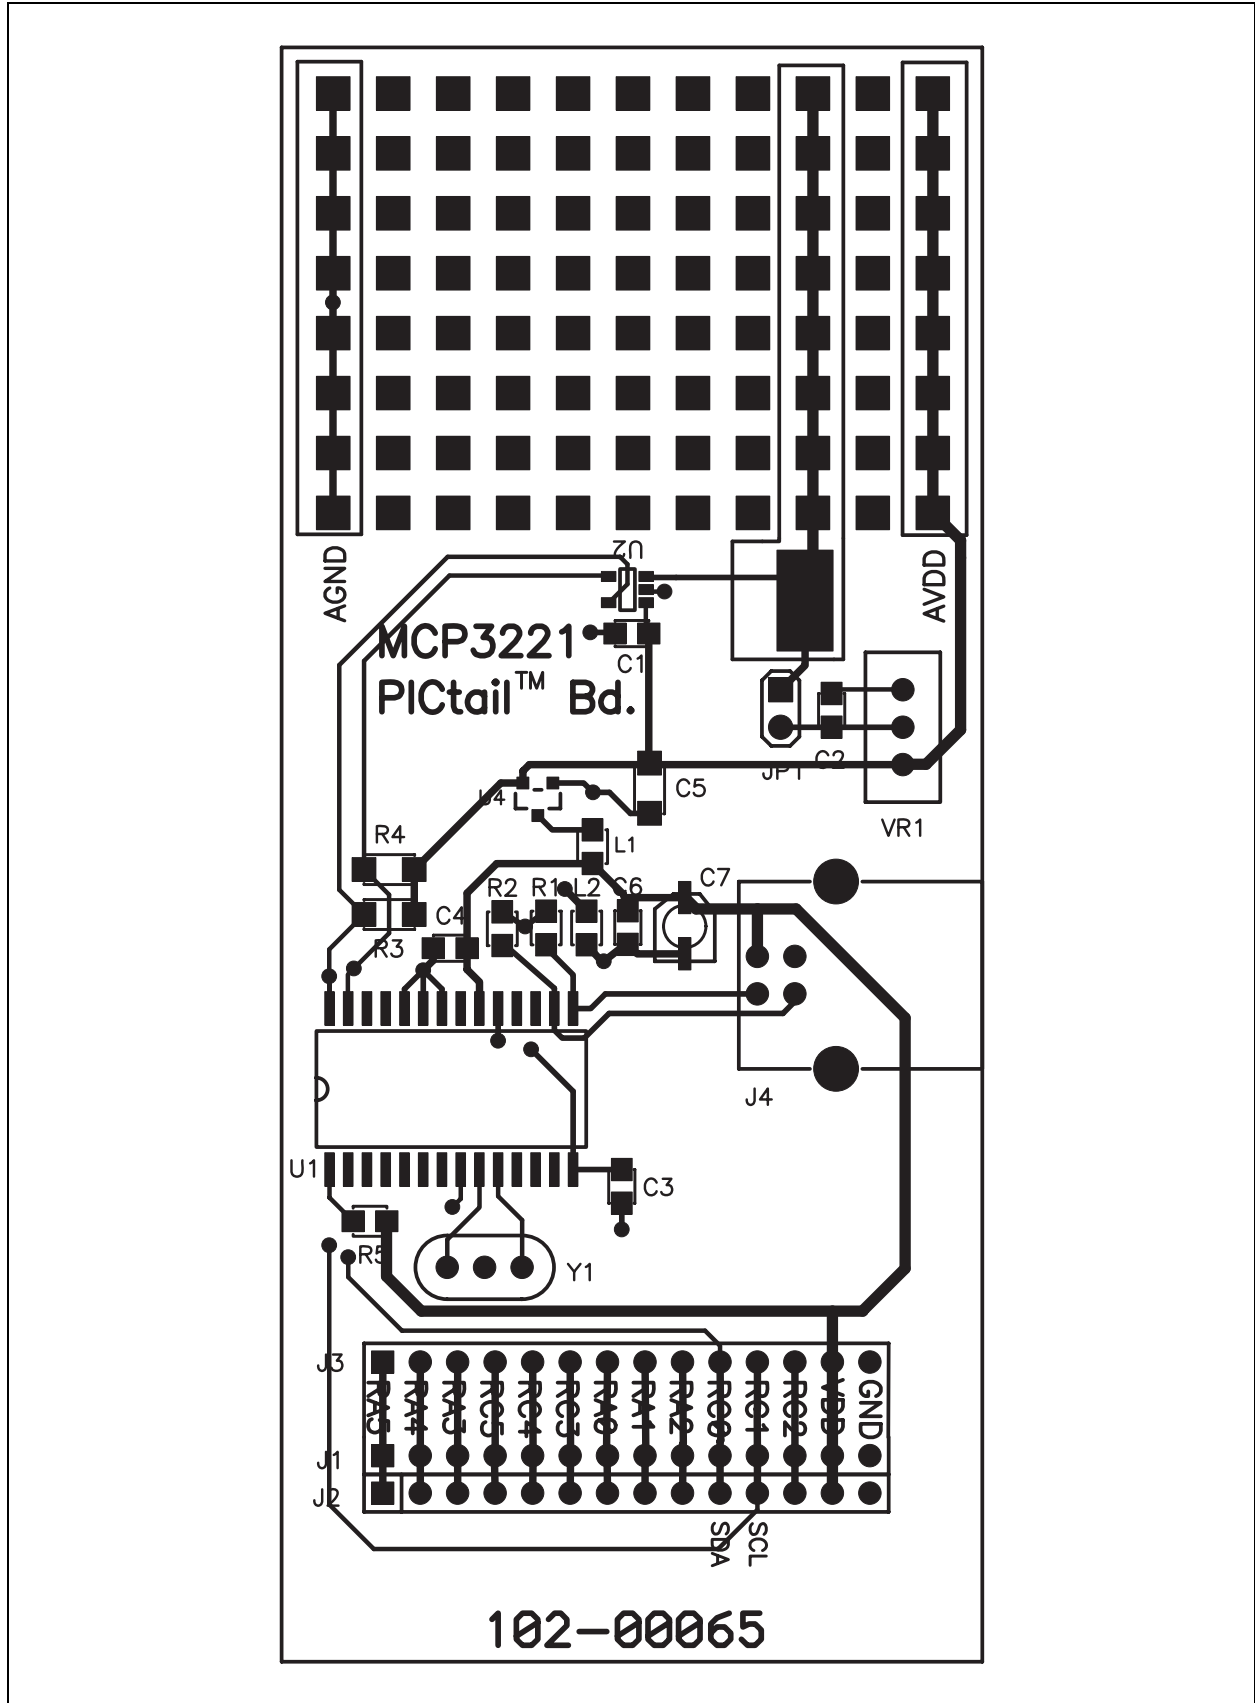 U2
AGND
AVDD
MCP3221
C1
PICtail™ Bd.
C2
JP1
U4
C5
VR1
R4
L1
C7
R2
R1
L2
C6
C4
R3
J4
U1
C3
R5
Y1
J3
RA5
RA4
RA3
RC5
RC4
RC3
RA0
RA1
RA2
RC0
RC1
RC2
VDD
GND
J1
J2
SDA
SCL
102-00065